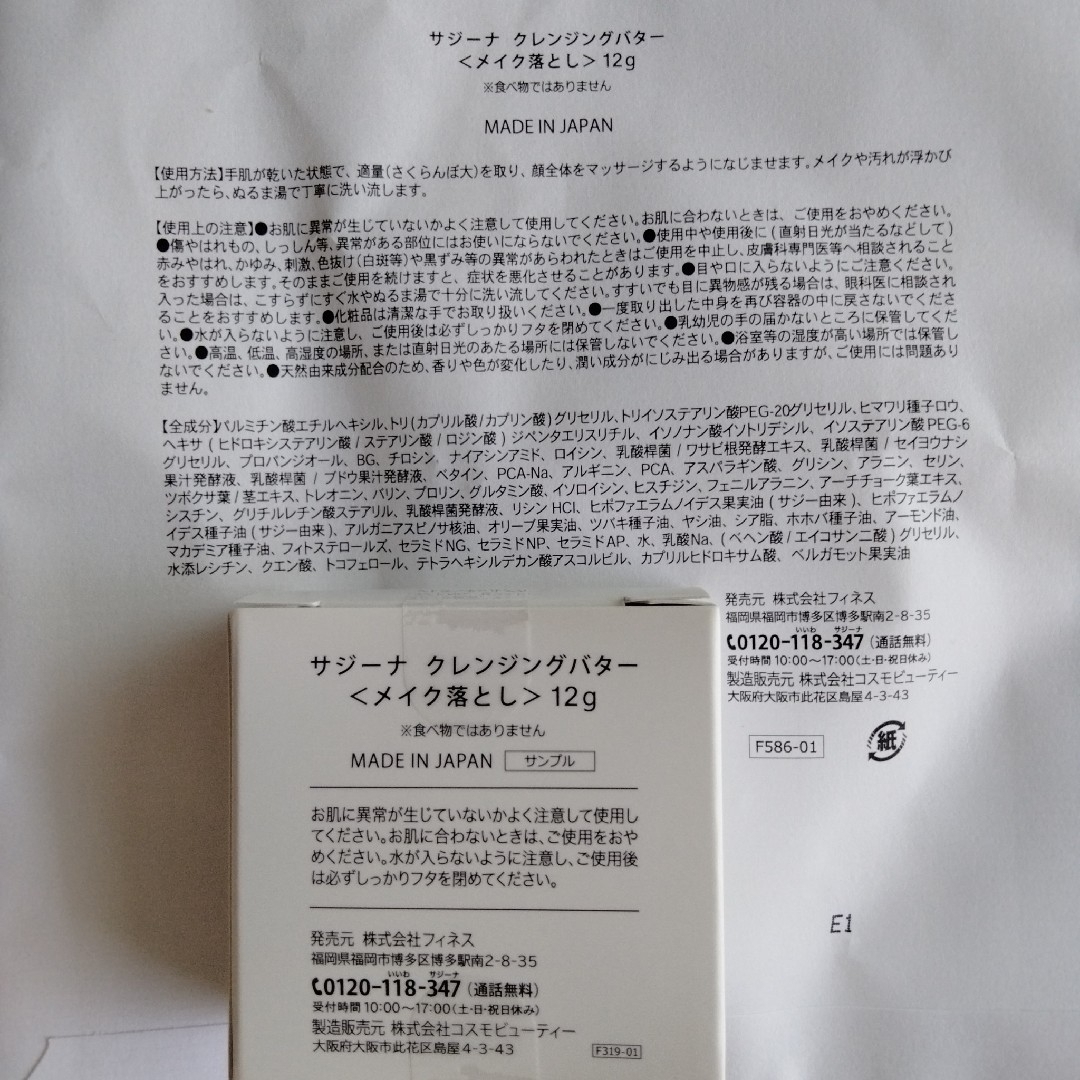 サジーナ クレンジングバター
＜メイク落とし＞12g
※食べ物ではありません
MADE IN JAPAN
【使用方法】手肌が乾いた状態で、適量(さくらんぼ大)を取り、顔全体をマッサージするようになじませます。メイクや汚れが浮かび
上がったら、ぬるま湯で丁寧に洗い流します。
【使用上の注意】●お肌に異常が生じていないかよく注意して使用してください。お肌に合わないときは、ご使用をおやめください。
●傷やはれもの、しっしん等、異常がある部位にはお使いにならないでください。●使用中や使用後に(直射日光が当たるなどして)
赤みやはれ、かゆみ、刺激、色抜け(白斑等)や黒ずみ等の異常があらわれたときはご使用を中止し、皮膚科専門医等へ相談されること
をおすすめします。そのままご使用を続けますと、症状を悪化させることがあります。●目や口に入らないようにご注意ください。
入った場合は、こすらずにすぐ水やぬるま湯で十分に洗い流してください。すすいでも目に異物感が残る場合は、眼科医に相談され
ることをおすすめします。●化粧品は清潔な手でお取り扱いください。●一度取り出した中身を再び容器の中に戻さないでくださ
い。●水が入らないように注意し、ご使用後は必ずしっかりフタを閉めてください。●乳幼児の手の届かないところに保管してくだ
さい。●高温、低温、高湿度の場所、または直射日光のあたる場所には保管しないでください。●浴室等の湿度が高い場所では保管し
ないでください。●天然由来成分配合のため、香りや色が変化したり、潤い成分がにじみ出る場合がありますが、ご使用には問題あり
ません。
【全成分】パルミチン酸エチルヘキシル、トリ(カプリル酸/カプリン酸)グリセリル、トリイソステアリン酸PEG-20グリセリル、ヒマワリ種子ロウ、
ヘキサ(ヒドロキシステアリン酸/ステアリン酸/ロジン酸)ジペンタエリスリチル、イソノナン酸イソトリデシル、イソステアリン酸PEG-6
グリセリル、プロパンジオール、BG、チロシン、ナイアシンアミド、ロイシン、乳酸桿菌/ワサビ根発酵エキス、乳酸桿菌/セイヨウナシ
果汁発酵液、乳酸桿菌/ブドウ果汁発酵液、ベタイン、PCA-Na、アルギニン、PCA、アスパラギン酸、グリシン、アラニン、セリン、
ツボクサ葉/茎エキス、トレオニン、バリン、プロリン、グルタミン酸、イソロイシン、ヒスチジン、フェニルアラニン、アーチチョーク葉エキス、
シスチン、グリチルレチン酸ステアリル、乳酸桿菌発酵液、リシンHCl、ヒポファエラムノイデス果実油(サジー由来)、ヒポファエラムノ
イデス種子油(サジー由来)、アルガニアスピノサ核油、オリーブ果実油、ツバキ種子油、ヤシ油、シア脂、ホホバ種子油、アーモンド油、
マカデミア種子油、フィトステロールズ、セラミドNG、セラミドNP、セラミドAP、水、乳酸Na、(ベヘン酸/エイコサン二酸)グリセリル、
水添レシチン、クエン酸、トコフェロール、テトラヘキシルデカン酸アスコルビル、カプリルヒドロキサム酸、ベルガモット果実油
発売元 株式会社フィネス
福岡県福岡市博多区博多駅南2-8-35
いいわ サジーナ
0120-118-347(通話無料)
受付時間 10:00～17:00(土・日・祝日休み)
製造販売元 株式会社コスモビューティー
大阪府大阪市此花区島屋4-3-43
F586-01
紙
E1
サジーナ クレンジングバター
＜メイク落とし＞12g
※食べ物ではありません
MADE IN JAPAN サンプル
お肌に異常が生じていないかよく注意して使用し
てください。お肌に合わないときは、ご使用をおや
めください。水が入らないように注意し、ご使用後
は必ずしっかりフタを閉めてください。
発売元 株式会社フィネス
福岡県福岡市博多区博多駅南2-8-35
いいわ サジーナ
0120-118-347(通話無料)
受付時間 10:00～17:00(土・日・祝日休み)
製造販売元 株式会社コスモビューティー
大阪府大阪市此花区島屋4-3-43
F319-01